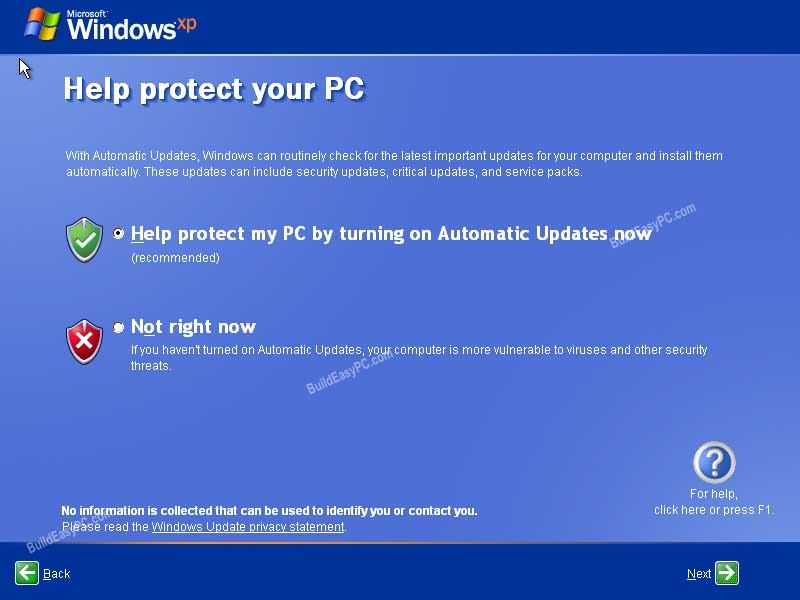 Microsoft
Windows xp
Help protect your PC
With Automatic Updates, Windows can routinely check for the latest important updates for your computer and install them
automatically. These updates can include security updates, critical updates, and service packs.
Help protect my PC by turning on Automatic Updates now
BuildEasyPC.com
(recommended)
Not right now
If you haven't turned on Automatic Updates, your computer is more vulnerable to viruses and other security
threats.
BuildEasyPC.com
For help,
click here or press F1.
No information is collected that can be used to identify you or contact you.
Please read the Windows Update privacy statement.
BuildEasyPC.com
Back
Next